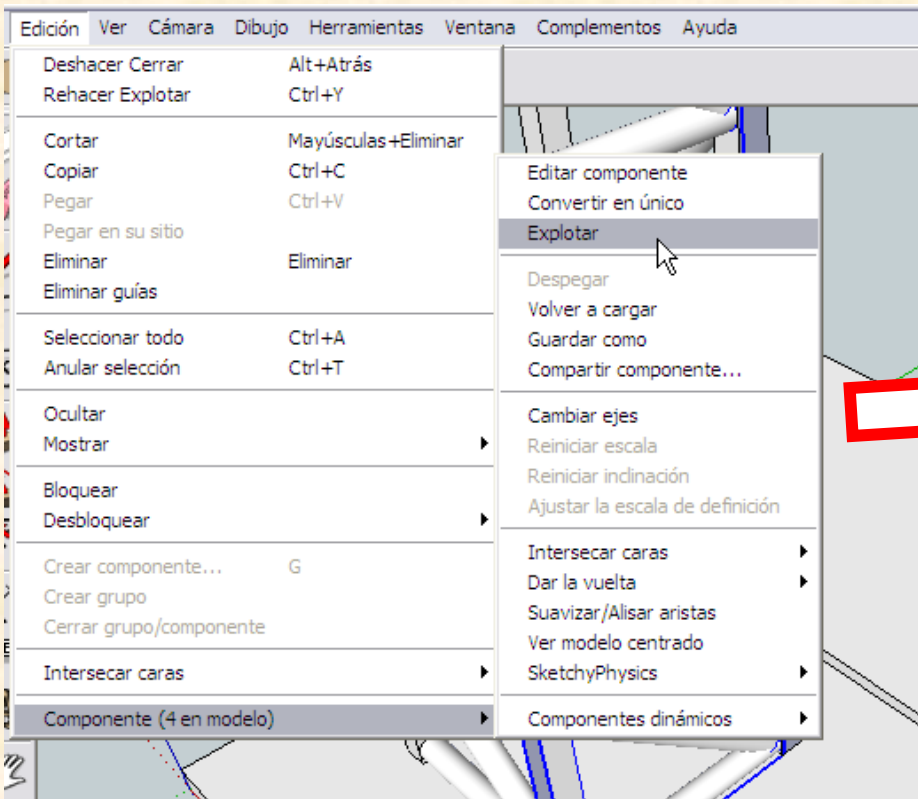 Edición Ver Cámara Dibujo Herramientas Ventana Complementos Ayuda
Deshacer Cerrar Alt+Atrás
Rehacer Explotar Ctrl+Y
Cortar Mayúsculas+Eliminar
Copiar Ctrl+C
Pegar Ctrl+V
Pegar en su sitio
Eliminar Eliminar
Eliminar guías
Seleccionar todo Ctrl+A
Anular selección Ctrl+T
Ocultar
Mostrar
Bloquear
Desbloquear
Crear componente... G
Crear grupo
Cerrar grupo/componente
Intersecar caras
Componente (4 en modelo)
Editar componente
Convertir en único
Explotar
Despegar
Volver a cargar
Guardar como
Compartir componente...
Cambiar ejes
Reiniciar escala
Reiniciar inclinación
Ajustar la escala de definición
Intersecar caras
Dar la vuelta
Suavizar/Alisar aristas
Ver modelo centrado
SketchyPhysics
Componentes dinámicos